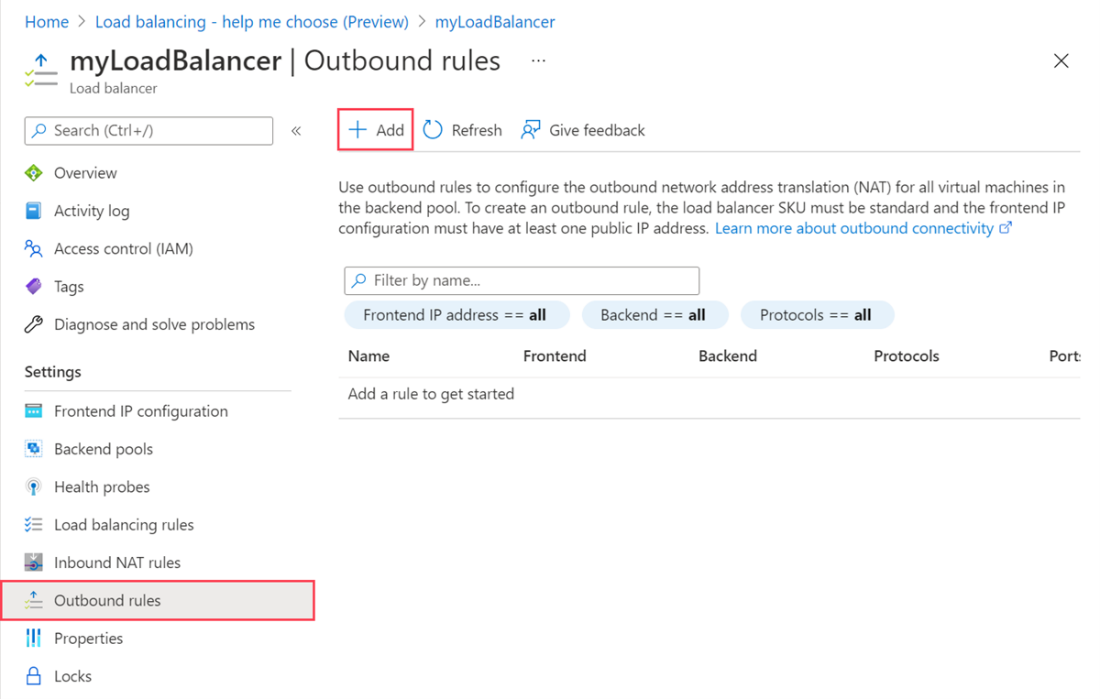 Home > Load balancing - help me choose (Preview) > myLoadBalancer
myLoadBalancer | Outbound rules ...
Load balancer
Search (Ctrl+/)
«
Add
Refresh
Give feedback
Overview
Activity log
Access control (IAM)
Tags
Diagnose and solve problems
Settings
Frontend IP configuration
Backend pools
Health probes
Load balancing rules
Inbound NAT rules
Outbound rules
Properties
Locks
Use outbound rules to configure the outbound network address translation (NAT) for all virtual machines in
the backend pool. To create an outbound rule, the load balancer SKU must be standard and the frontend IP
configuration must have at least one public IP address. Learn more about outbound connectivity
Filter by name...
Frontend IP address == all
Backend == all
Protocols == all
Name Frontend Backend Protocols Ports
Add a rule to get started